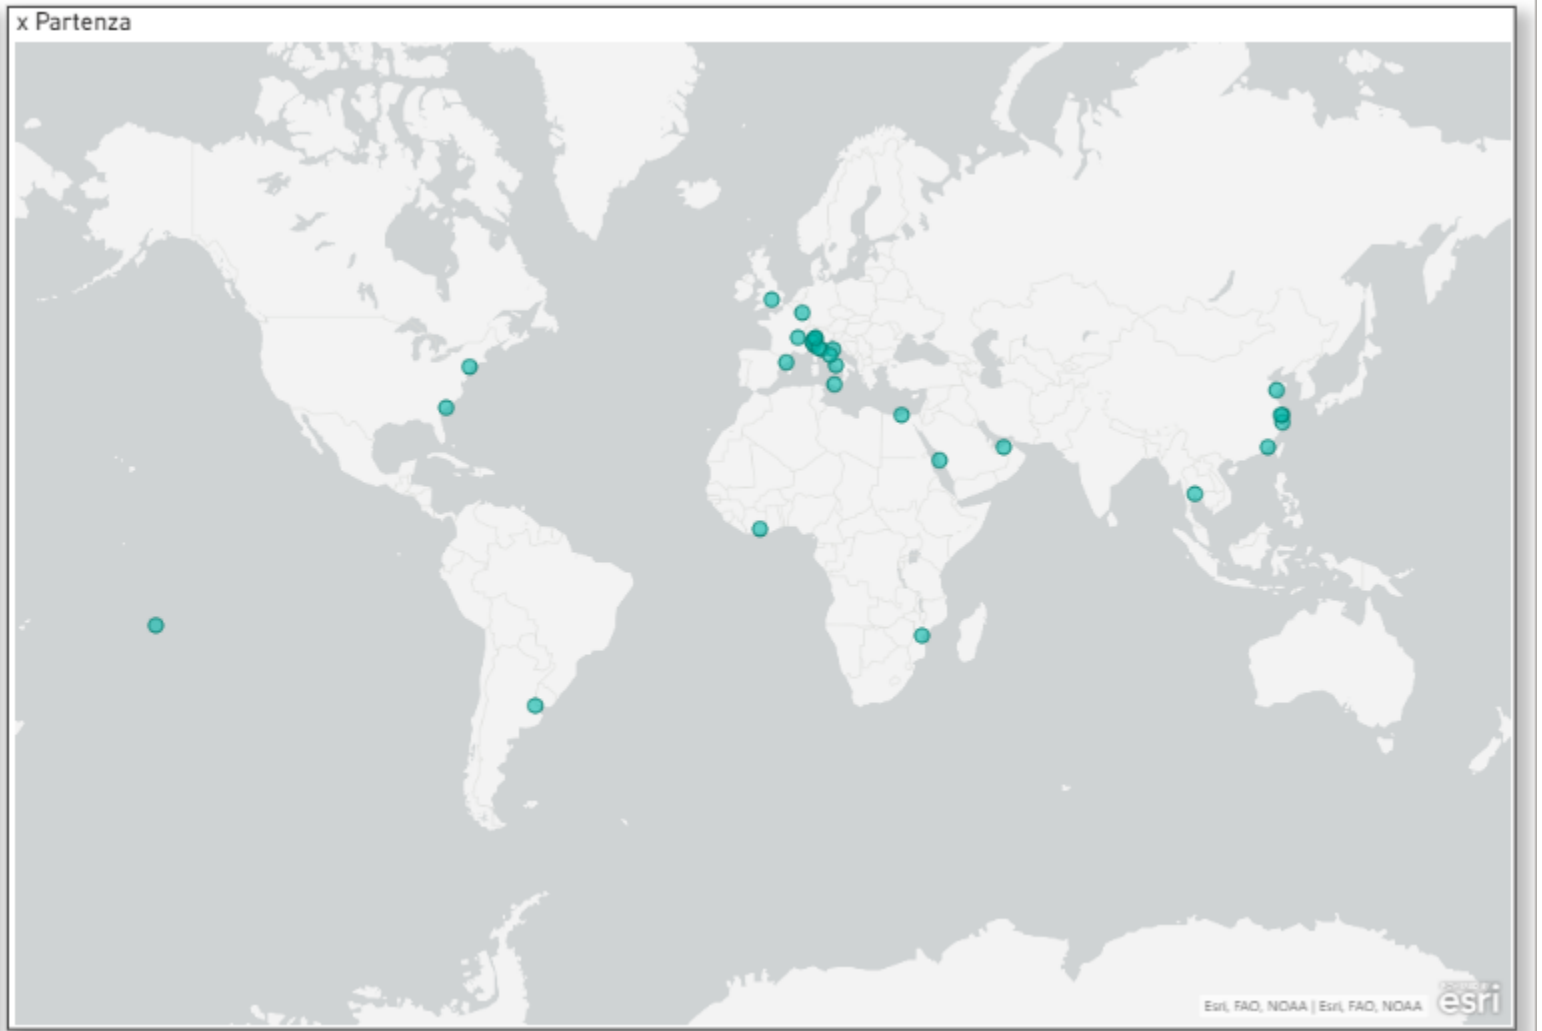 x Partenza
Esri, FAO, NOAA | Esri, FAO, NOAA
esri